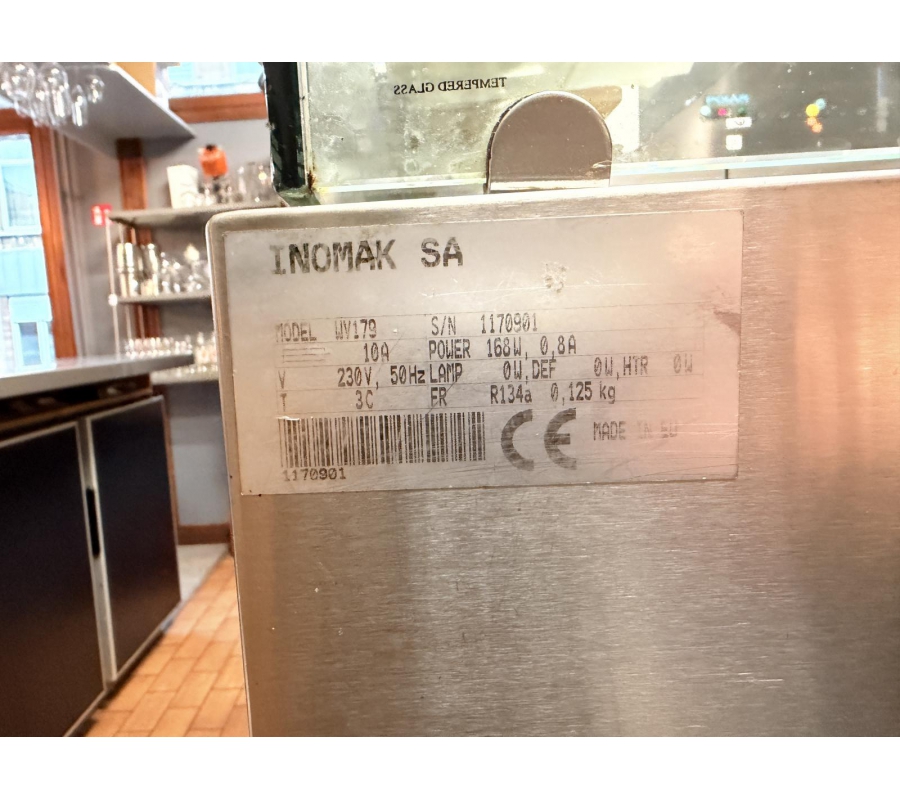 TEMPERED GLASS
INOMAK SA
MODEL WV179 S/N 1170901
10A POWER 168W, 0,8A
V 230V, 50Hz LAMP 0W, DEF 0W, HTR 0W
T 3C FR R134a 0,125 kg
CE MADE IN EU
1170901